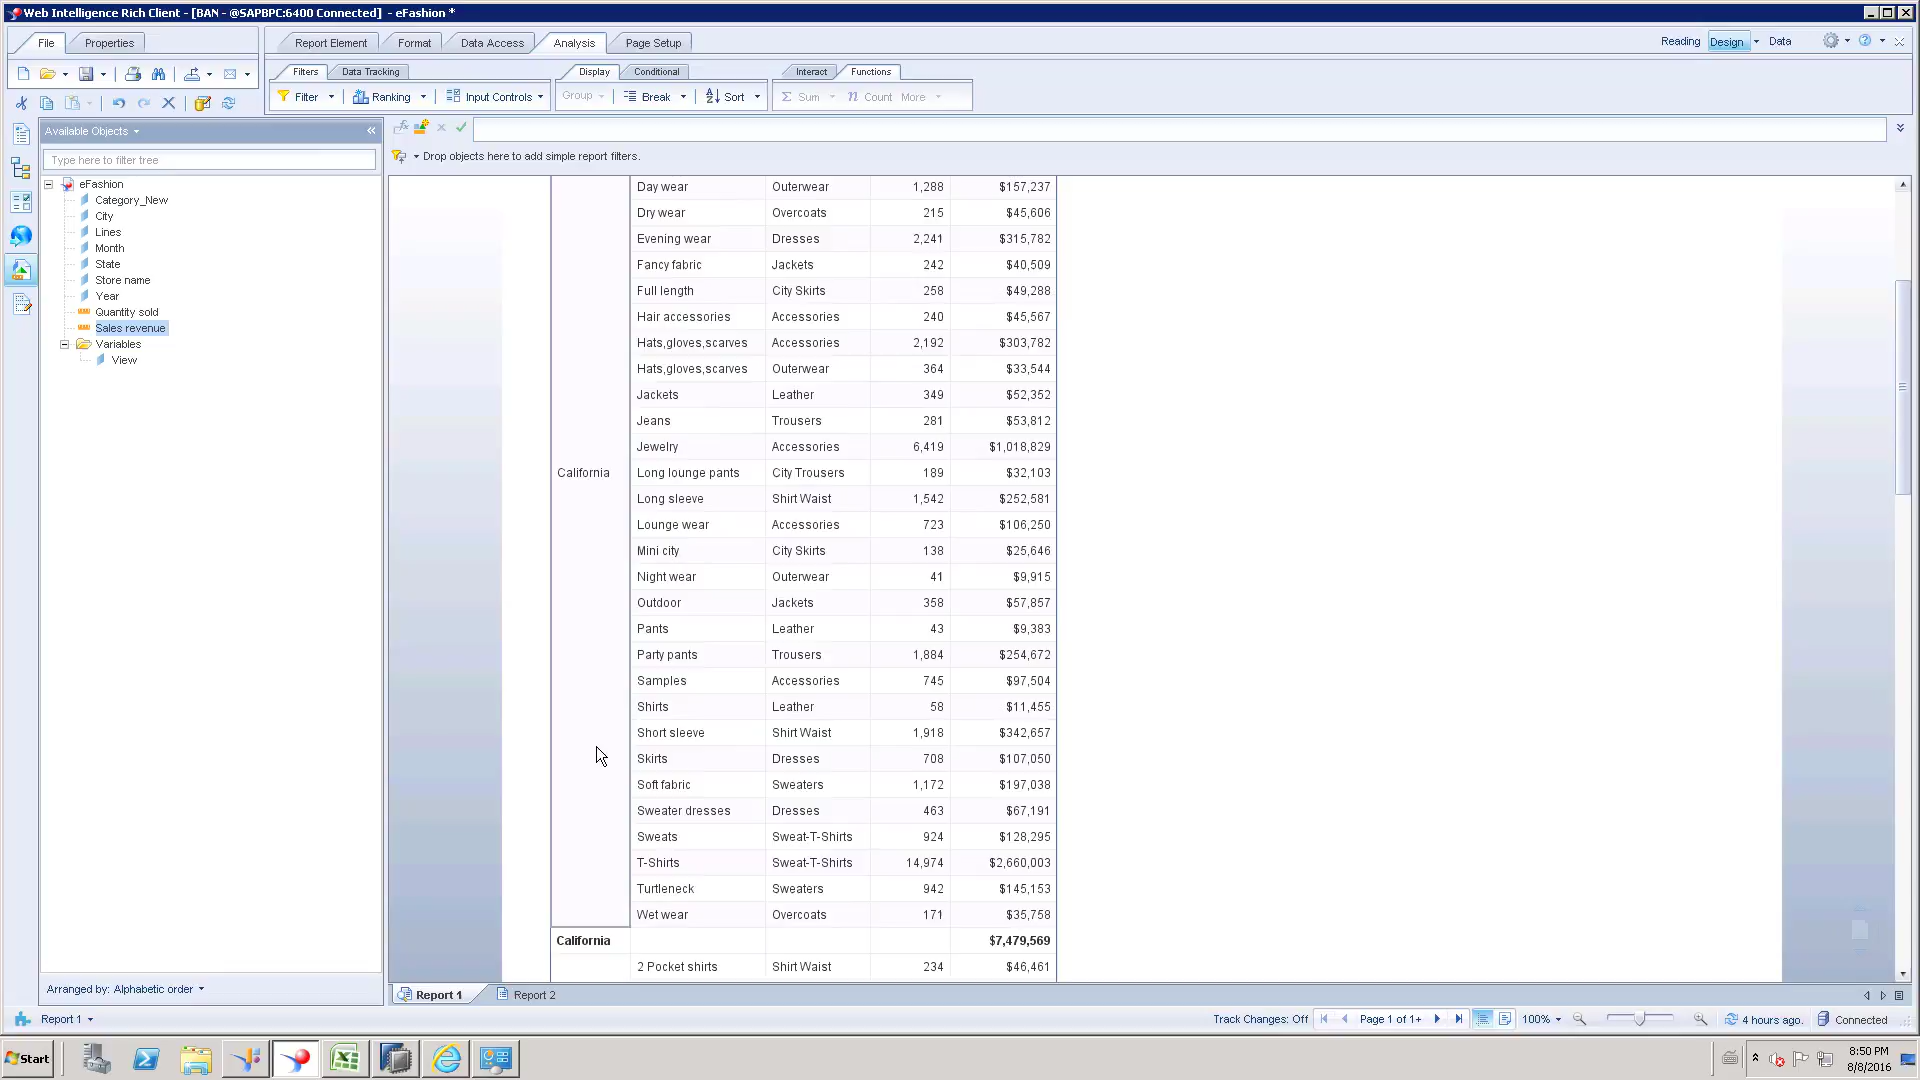 Web Intelligence Rich Client - [BAN - @SAPBPC:6400 Connected] - eFashion *
File Properties Report Element Format Data Access Analysis Page Setup Reading Design Data
Filters Data Tracking Display Conditional Interact Functions
Filter Ranking Input Controls Group Break Sort Sum Count More
Available Objects
Type here to filter tree
Drop objects here to add simple report filters.
eFashion
Category_New
City
Lines
Month
State
Store name
Year
Quantity sold
Sales revenue
Variables
View
Day wear Outerwear 1,288 $157,237
Dry wear Overcoats 215 $45,606
Evening wear Dresses 2,241 $315,782
Fancy fabric Jackets 242 $40,509
Full length City Skirts 258 $49,288
Hair accessories Accessories 240 $45,567
Hats,gloves,scarves Accessories 2,192 $303,782
Hats,gloves,scarves Outerwear 364 $33,544
Jackets Leather 349 $52,352
Jeans Trousers 281 $53,812
Jewelry Accessories 6,419 $1,018,829
California Long lounge pants City Trousers 189 $32,103
Long sleeve Shirt Waist 1,542 $252,581
Lounge wear Accessories 723 $106,250
Mini city City Skirts 138 $25,646
Night wear Outerwear 41 $9,915
Outdoor Jackets 358 $57,857
Pants Leather 43 $9,383
Party pants Trousers 1,884 $254,672
Samples Accessories 745 $97,504
Shirts Leather 58 $11,455
Short sleeve Shirt Waist 1,918 $342,657
Skirts Dresses 708 $107,050
Soft fabric Sweaters 1,172 $197,038
Sweater dresses Dresses 463 $67,191
Sweats Sweat-T-Shirts 924 $128,295
T-Shirts Sweat-T-Shirts 14,974 $2,660,003
Turtleneck Sweaters 942 $145,153
Wet wear Overcoats 171 $35,758
California $7,479,569
2 Pocket shirts Shirt Waist 234 $46,461
Arranged by: Alphabetic order
Report 1 Report 2
Report 1 Track Changes: Off Page 1 of 1+ 100% 4 hours ago. Connected
Start
8:50 PM
8/8/2016